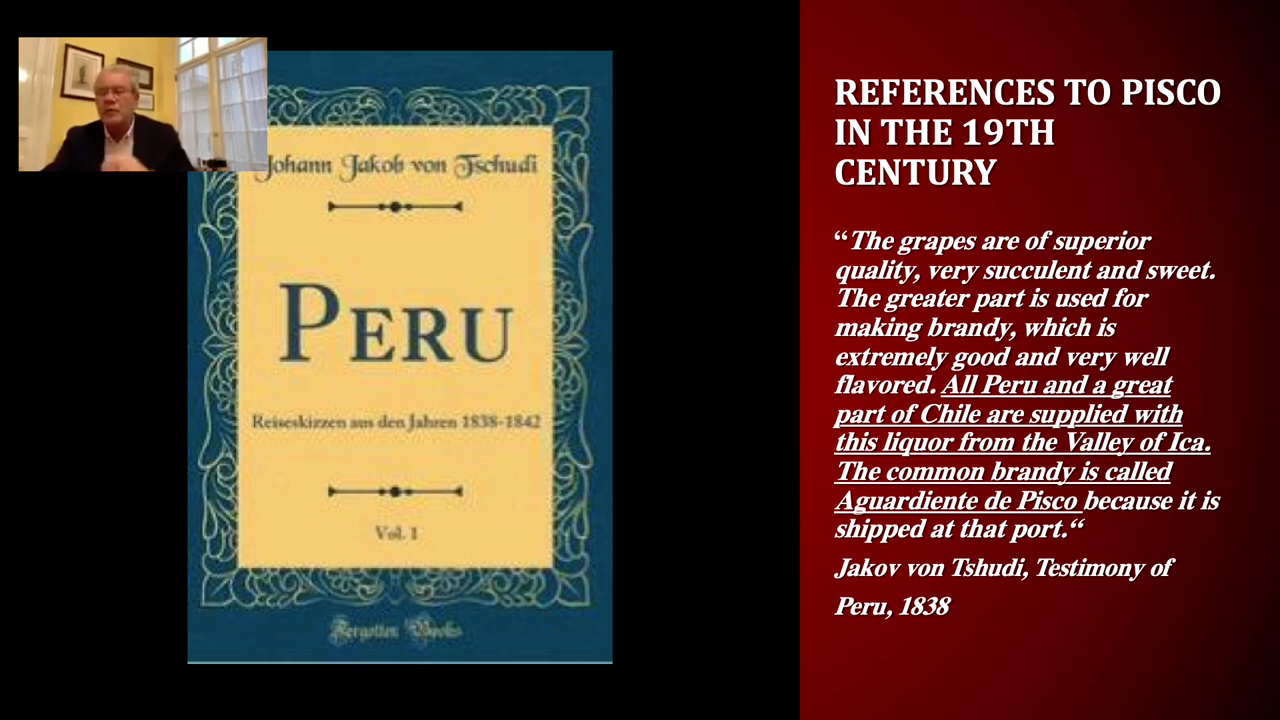 Johann Jakob von Tschudi
PERU
Reiseskizzen aus den Jahren 1838-1842
Vol. 1
Forgotten Books
REFERENCES TO PISCO
IN THE 19TH
CENTURY
“The grapes are of superior
quality, very succulent and sweet.
The greater part is used for
making brandy, which is
extremely good and very well
flavored. All Peru and a great
part of Chile are supplied with
this liquor from the Valley of Ica.
The common brandy is called
Aguardiente de Pisco because it is
shipped at that port.“
Jakov von Tshudi, Testimony of
Peru, 1838